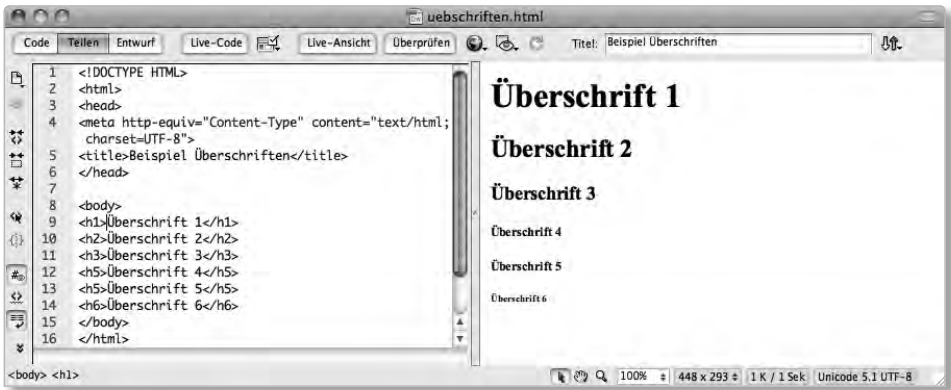 uebschriften.html
Code Teilen Entwurf Live-Code Live-Ansicht Überprüfen Titel: Beispiel Überschriften
1 <!DOCTYPE HTML>
2 <html>
3 <head>
4 <meta http-equiv="Content-Type" content="text/html;
charset=UTF-8">
5 <title>Beispiel Überschriften</title>
6 </head>
7
8 <body>
9 <h1>Überschrift 1</h1>
10 <h2>Überschrift 2</h2>
11 <h3>Überschrift 3</h3>
12 <h5>Überschrift 4</h5>
13 <h5>Überschrift 5</h5>
14 <h6>Überschrift 6</h6>
15 </body>
16 </html>
Überschrift 1
Überschrift 2
Überschrift 3
Überschrift 4
Überschrift 5
Überschrift 6
<body> <h1> 100% 448 x 293 1 K / 1 Sek Unicode 5.1 UTF-8